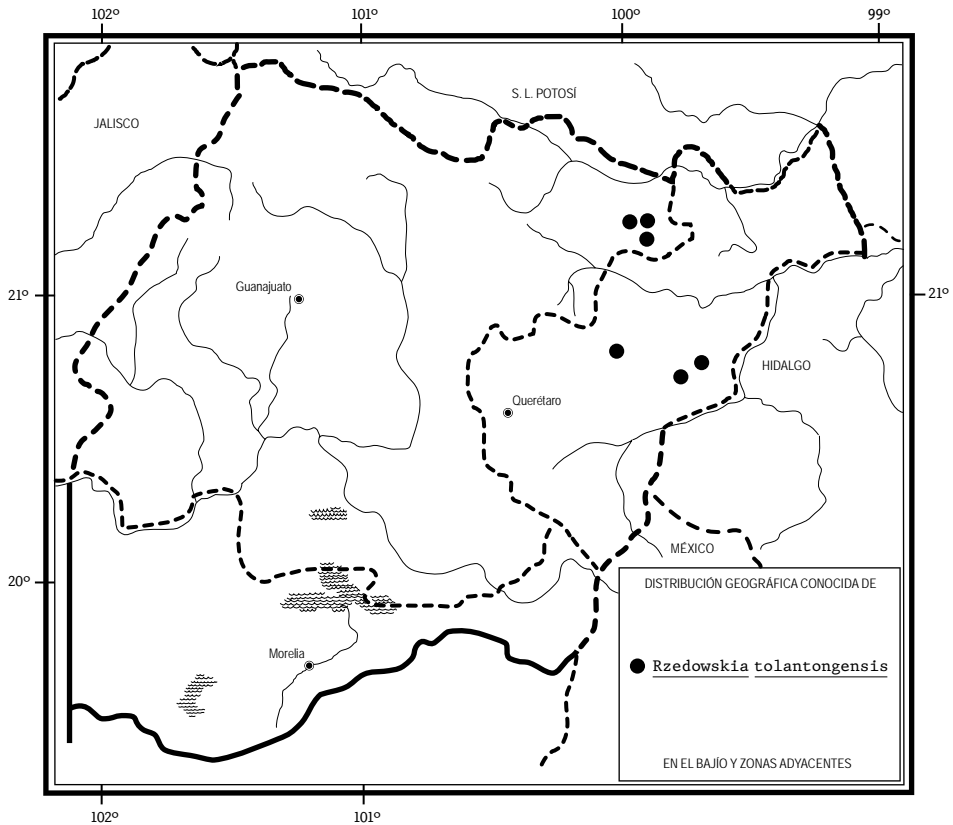 102º 101º 100º 99º
S. L. POTOSÍ
JALISCO
Guanajuato
21º 21º
HIDALGO
Querétaro
MÉXICO
20º
DISTRIBUCIÓN GEOGRÁFICA CONOCIDA DE
Morelia
Rzedowskia tolantongensis
EN EL BAJÍO Y ZONAS ADYACENTES
102º 101º